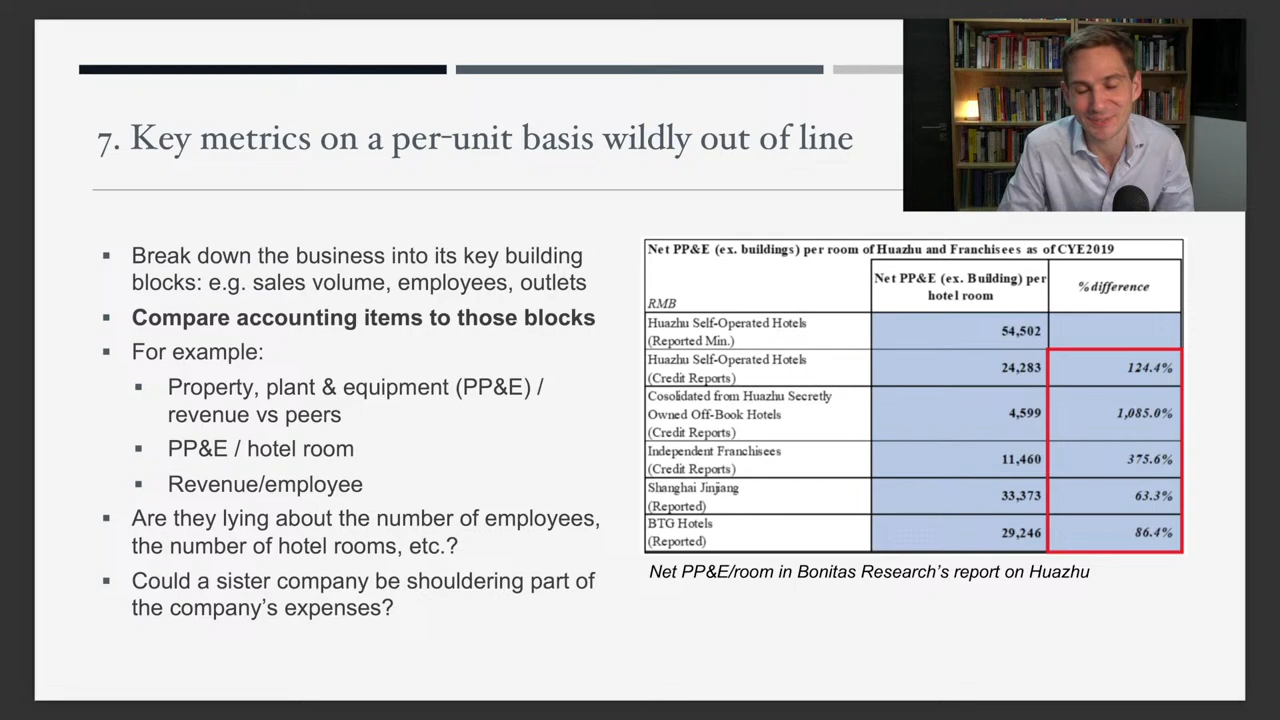 7. Key metrics on a per-unit basis wildly out of line
▪ Break down the business into its key building
blocks: e.g. sales volume, employees, outlets
▪ Compare accounting items to those blocks
▪ For example:
▪ Property, plant & equipment (PP&E) /
revenue vs peers
▪ PP&E / hotel room
▪ Revenue/employee
▪ Are they lying about the number of employees,
the number of hotel rooms, etc.?
▪ Could a sister company be shouldering part of
the company's expenses?
Net PP&E (ex. buildings) per room of Huazhu and Franchisees as of CYE2019
RMB
Net PP&E (ex. Building) per
hotel room
% difference
Huazhu Self-Operated Hotels
(Reported Min.)
54,502
Huazhu Self-Operated Hotels
(Credit Reports)
24,283
124.4%
Cosolidated from Huazhu Secretly
Owned Off-Book Hotels
(Credit Reports)
4,599
1,085.0%
Independent Franchisees
(Credit Reports)
11,460
375.6%
Shanghai Jinjiang
(Reported)
33,373
63.3%
BTG Hotels
(Reported)
29,246
86.4%
Net PP&E/room in Bonitas Research's report on Huazhu